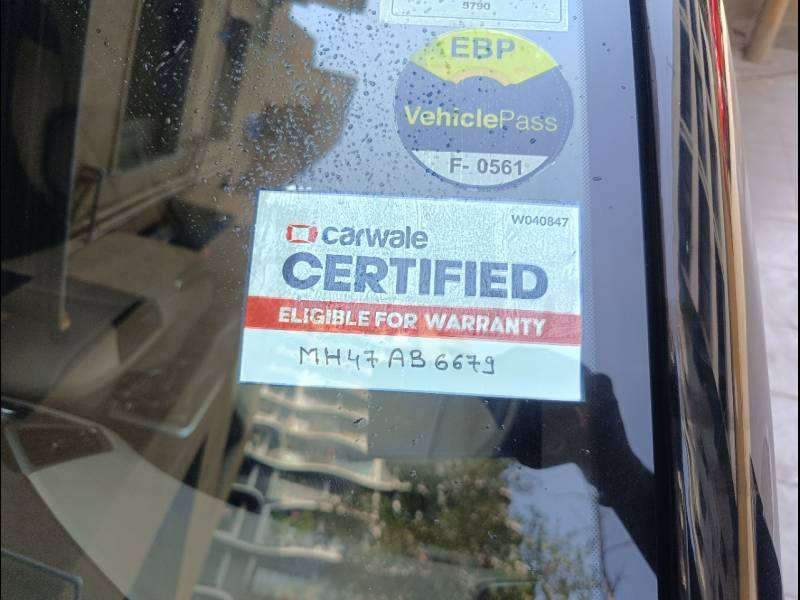 5790
EBP
VehiclePass
F- 0561
W040847
carwale
CERTIFIED
ELIGIBLE FOR WARRANTY
MH47AB6679